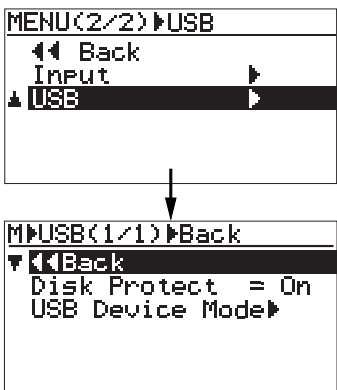 MENU(2/2)▶USB
◀◀ Back
Input ▶
▲ USB ▶
M▶USB(1/1)▶Back
▼ ◀◀Back
Disk Protect = On
USB Device Mode▶